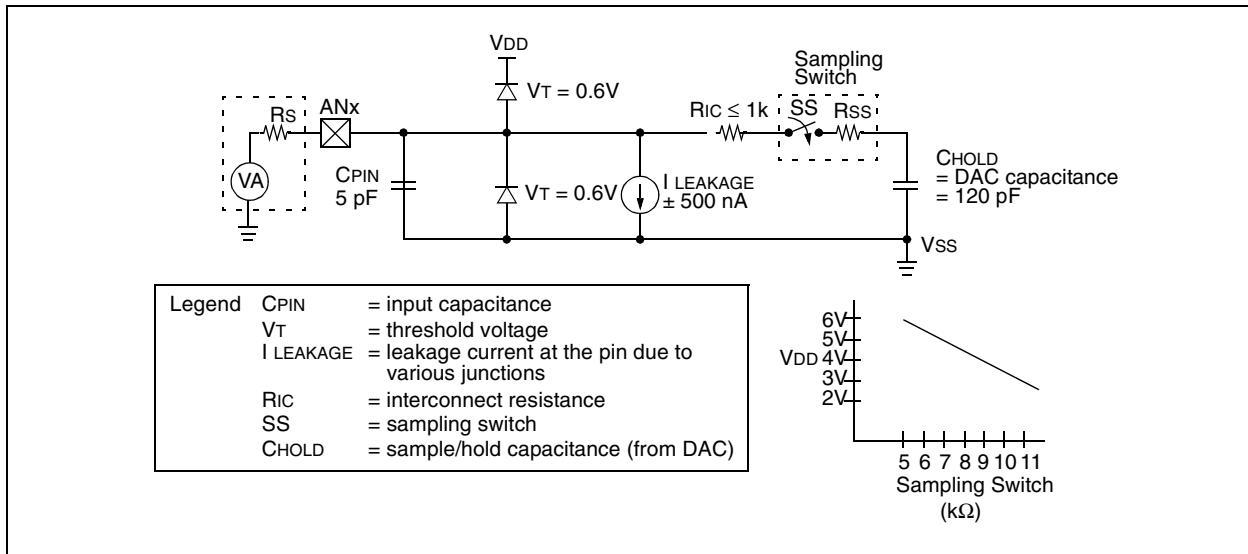 VDD
VT = 0.6V
Sampling
Switch
RS
ANx
RIC ≤ 1k
SS
RSS
VA
CPIN
5 pF
VT = 0.6V
I LEAKAGE
± 500 nA
CHOLD
= DAC capacitance
= 120 pF
VSS
Legend CPIN = input capacitance
VT = threshold voltage
I LEAKAGE = leakage current at the pin due to
various junctions
RIC = interconnect resistance
SS = sampling switch
CHOLD = sample/hold capacitance (from DAC)
6V
5V
VDD 4V
3V
2V
5 6 7 8 9 10 11
Sampling Switch
(kΩ)